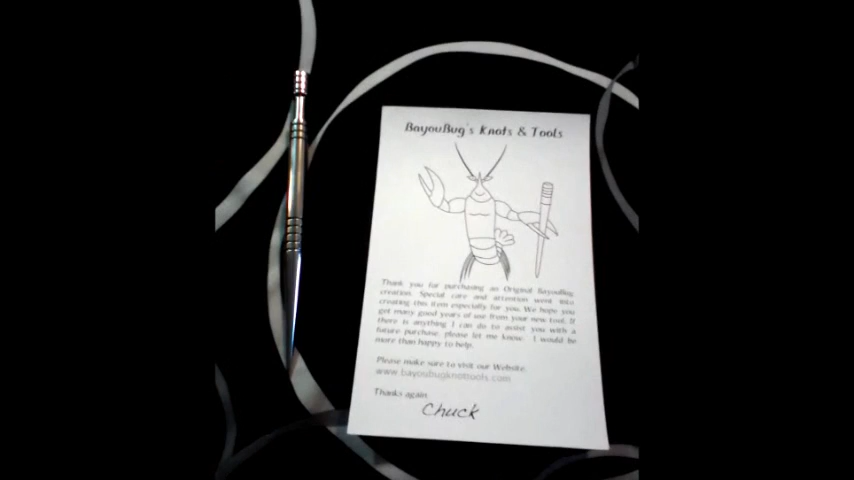 BayouBug's Knots & Tools
Thank you for purchasing an Original BayouBug
creation. Special care and attention went into
creating this item especially for you. We hope you
get many good years of use from your new tool. If
there is anything I can do to assist you with a
future purchase, please let me know. I would be
more than happy to help.
Please make sure to visit our Website.
www.bayoubugknottools.com
Thanks again.
Chuck